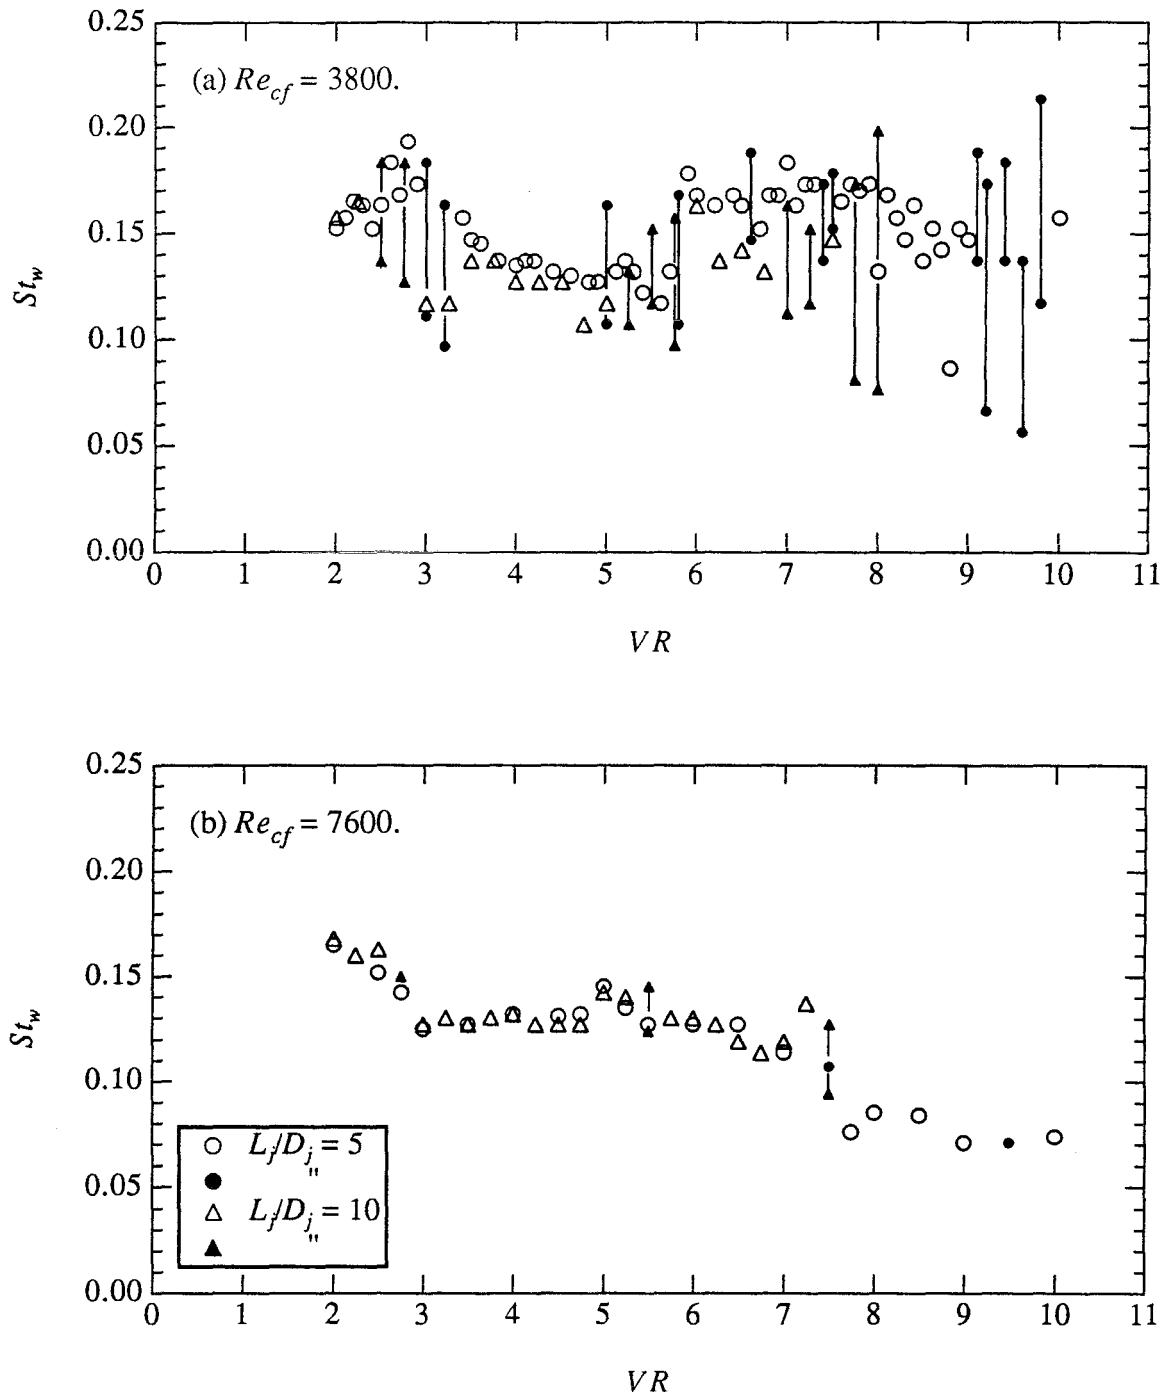 0.25
(a) Re_cf = 3800.
0.20
0.15
St_w
0.10
0.05
0.00
0 1 2 3 4 5 6 7 8 9 10 11
VR
0.25
(b) Re_cf = 7600.
0.20
0.15
St_w
0.10
L_j/D_j = 5
"
0.05
L_j/D_j = 10
"
0.00
0 1 2 3 4 5 6 7 8 9 10 11
VR